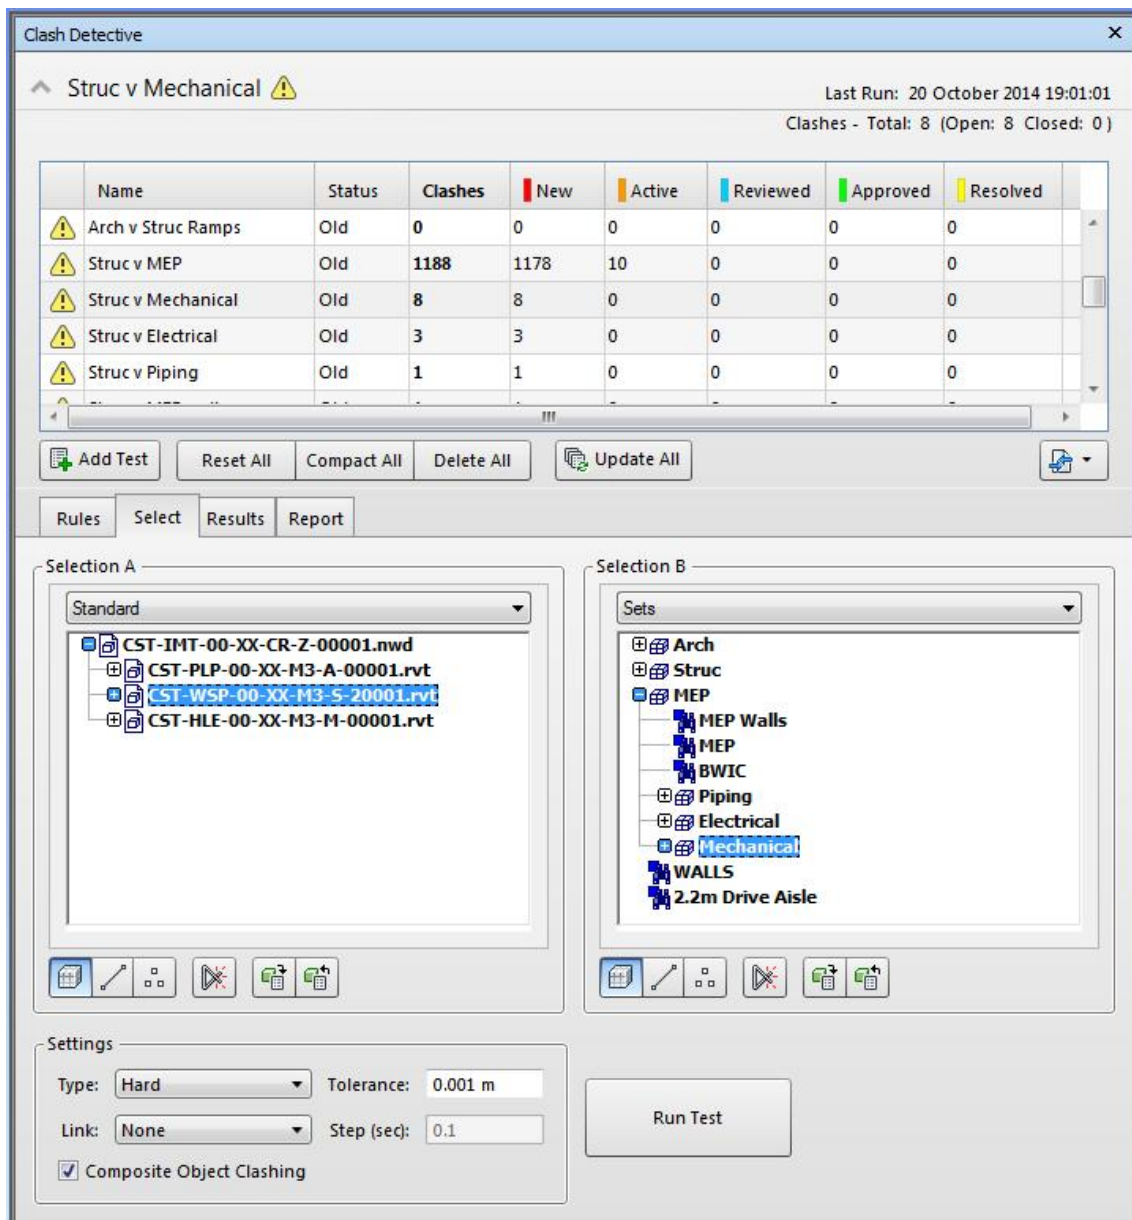 Clash Detective
Struc v Mechanical
Last Run: 20 October 2014 19:01:01
Clashes - Total: 8 (Open: 8 Closed: 0 )
Name Status Clashes New Active Reviewed Approved Resolved
Arch v Struc Ramps Old 0 0 0 0 0 0
Struc v MEP Old 1188 1178 10 0 0 0
Struc v Mechanical Old 8 8 0 0 0 0
Struc v Electrical Old 3 3 0 0 0 0
Struc v Piping Old 1 1 0 0 0 0
Add Test Reset All Compact All Delete All Update All
Rules Select Results Report
Selection A
Standard
CST-IMT-00-XX-CR-Z-00001.nwd
CST-PLP-00-XX-M3-A-00001.rvt
CST-WSP-00-XX-M3-S-20001.rvt
CST-HLE-00-XX-M3-M-00001.rvt
Selection B
Sets
Arch
Struc
MEP
MEP Walls
MEP
BWIC
Piping
Electrical
Mechanical
WALLS
2.2m Drive Aisle
Settings
Type: Hard Tolerance: 0.001 m
Link: None Step (sec): 0.1
Composite Object Clashing
Run Test